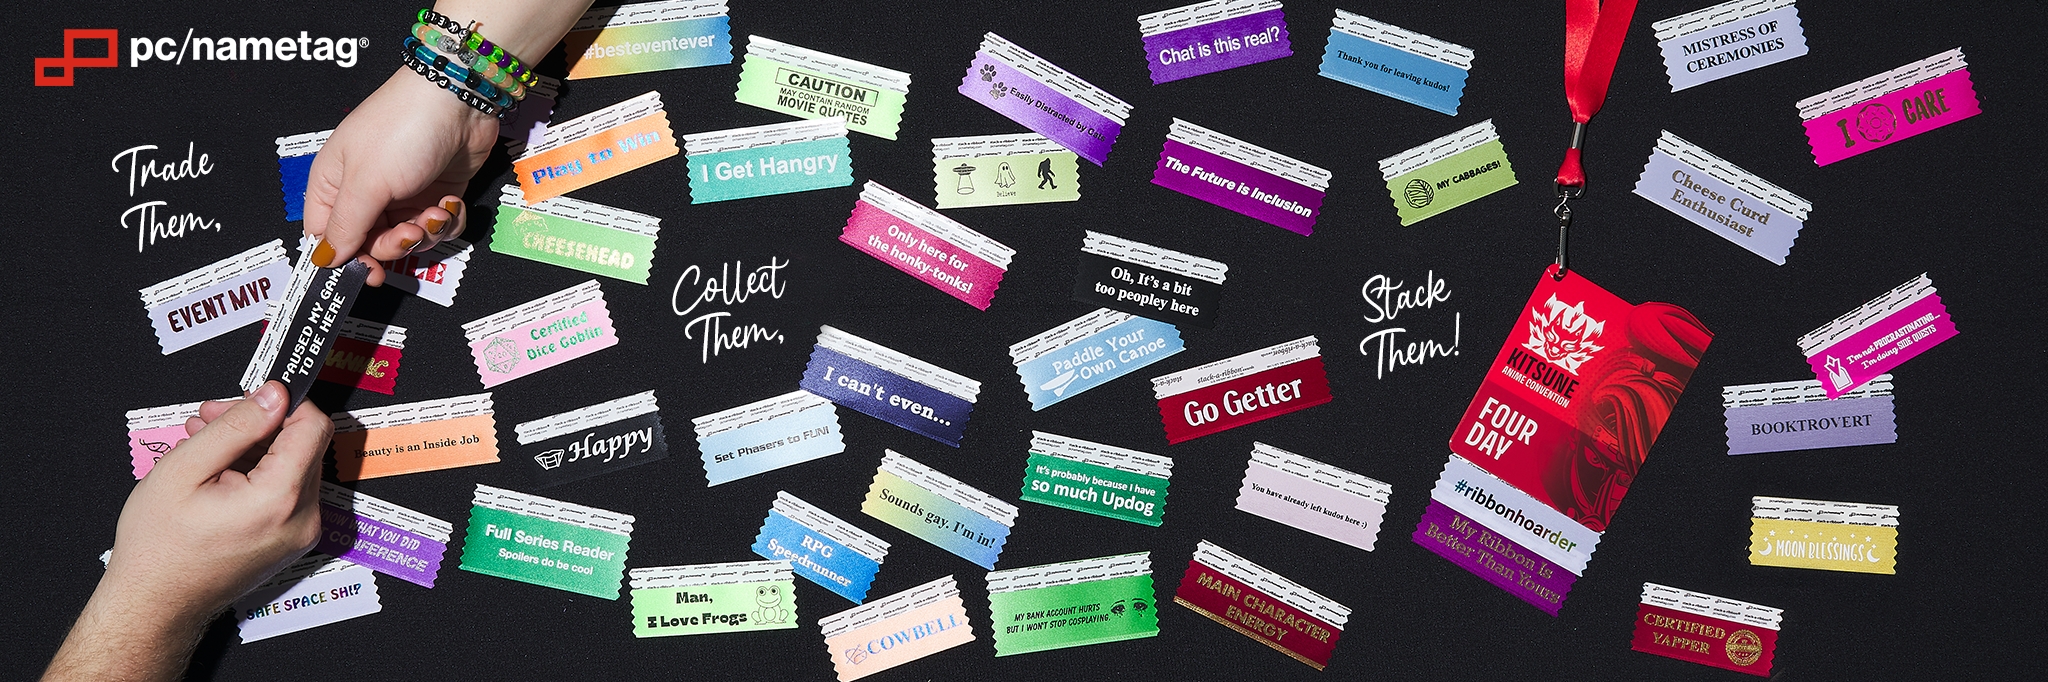 pc/nametag®
Trade
Them,
Collect
Them,
Stack
Them!
#besteventever
CAUTION
MAY CONTAIN RANDOM
MOVIE QUOTES
Easily Distracted by Cats
Chat is this real?
Thank you for leaving kudos!
MISTRESS OF
CEREMONIES
I CARE
Play to Win
I Get Hangry
Believe
The Future is Inclusion
MY CABBAGES!
Cheese Curd
Enthusiast
CHEESEHEAD
Only here for
the honky-tonks!
Oh, It's a bit
too peopley here
EVENT MVP
PAUSED MY GAME
TO BE HERE
Certified
Dice Goblin
I can't even...
Paddle Your
Own Canoe
stack-a-ribbon®
Go Getter
KITSUNE
ANIME CONVENTION
FOUR
DAY
#ribbonhoarder
My Ribbon Is
Better Than Yours
I'm not PROCRASTINATING...
I'm doing SIDE QUESTS
BOOKTROVERT
Beauty is an Inside Job
Happy
Set Phasers to FUN!
Sounds gay. I'm in!
It's probably because I have
so much Updog
You have already left kudos here :)
WHAT YOU DID
CONFERENCE
Full Series Reader
Spoilers do be cool
RPG
Speedrunner
MOON BLESSINGS
SAFE SPACE SH!?
Man,
I Love Frogs
COWBELL
MY BANK ACCOUNT HURTS
BUT I WON'T STOP COSPLAYING.
MAIN CHARACTER
ENERGY
CERTIFIED
YAPPER